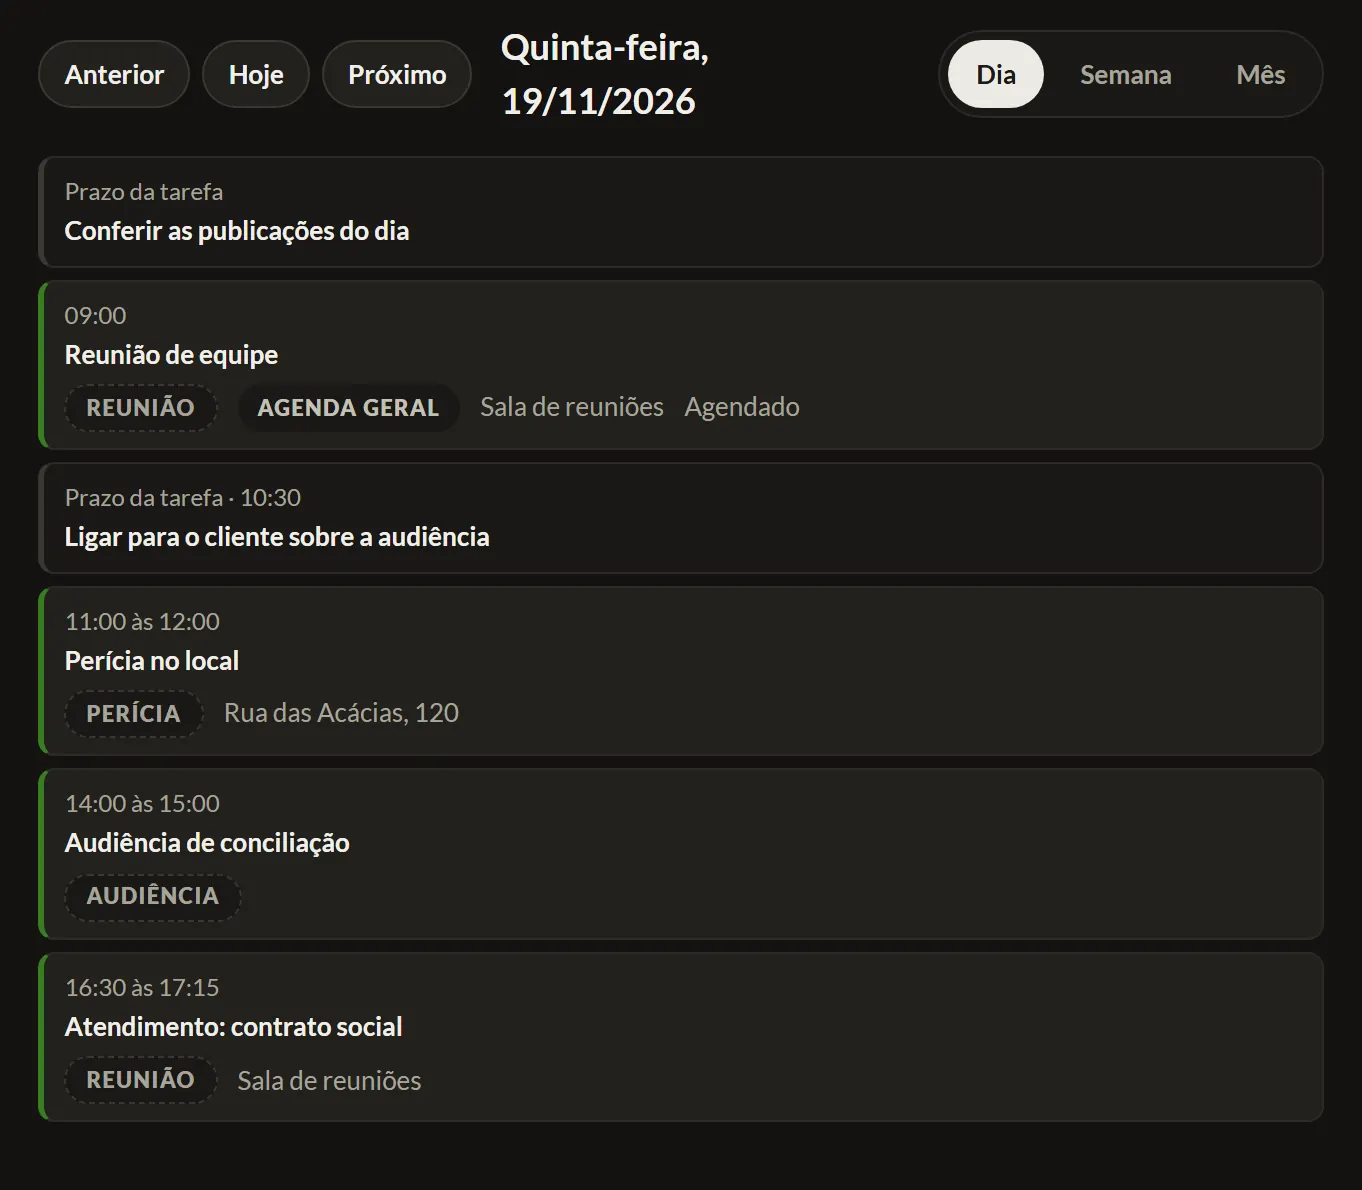 Anterior
Hoje
Próximo
Quinta-feira,
19/11/2026
Dia
Semana
Mês
Prazo da tarefa
Conferir as publicações do dia
09:00
Reunião de equipe
REUNIÃO AGENDA GERAL Sala de reuniões Agendado
Prazo da tarefa · 10:30
Ligar para o cliente sobre a audiência
11:00 às 12:00
Perícia no local
PERÍCIA Rua das Acácias, 120
14:00 às 15:00
Audiência de conciliação
AUDIÊNCIA
16:30 às 17:15
Atendimento: contrato social
REUNIÃO Sala de reuniões